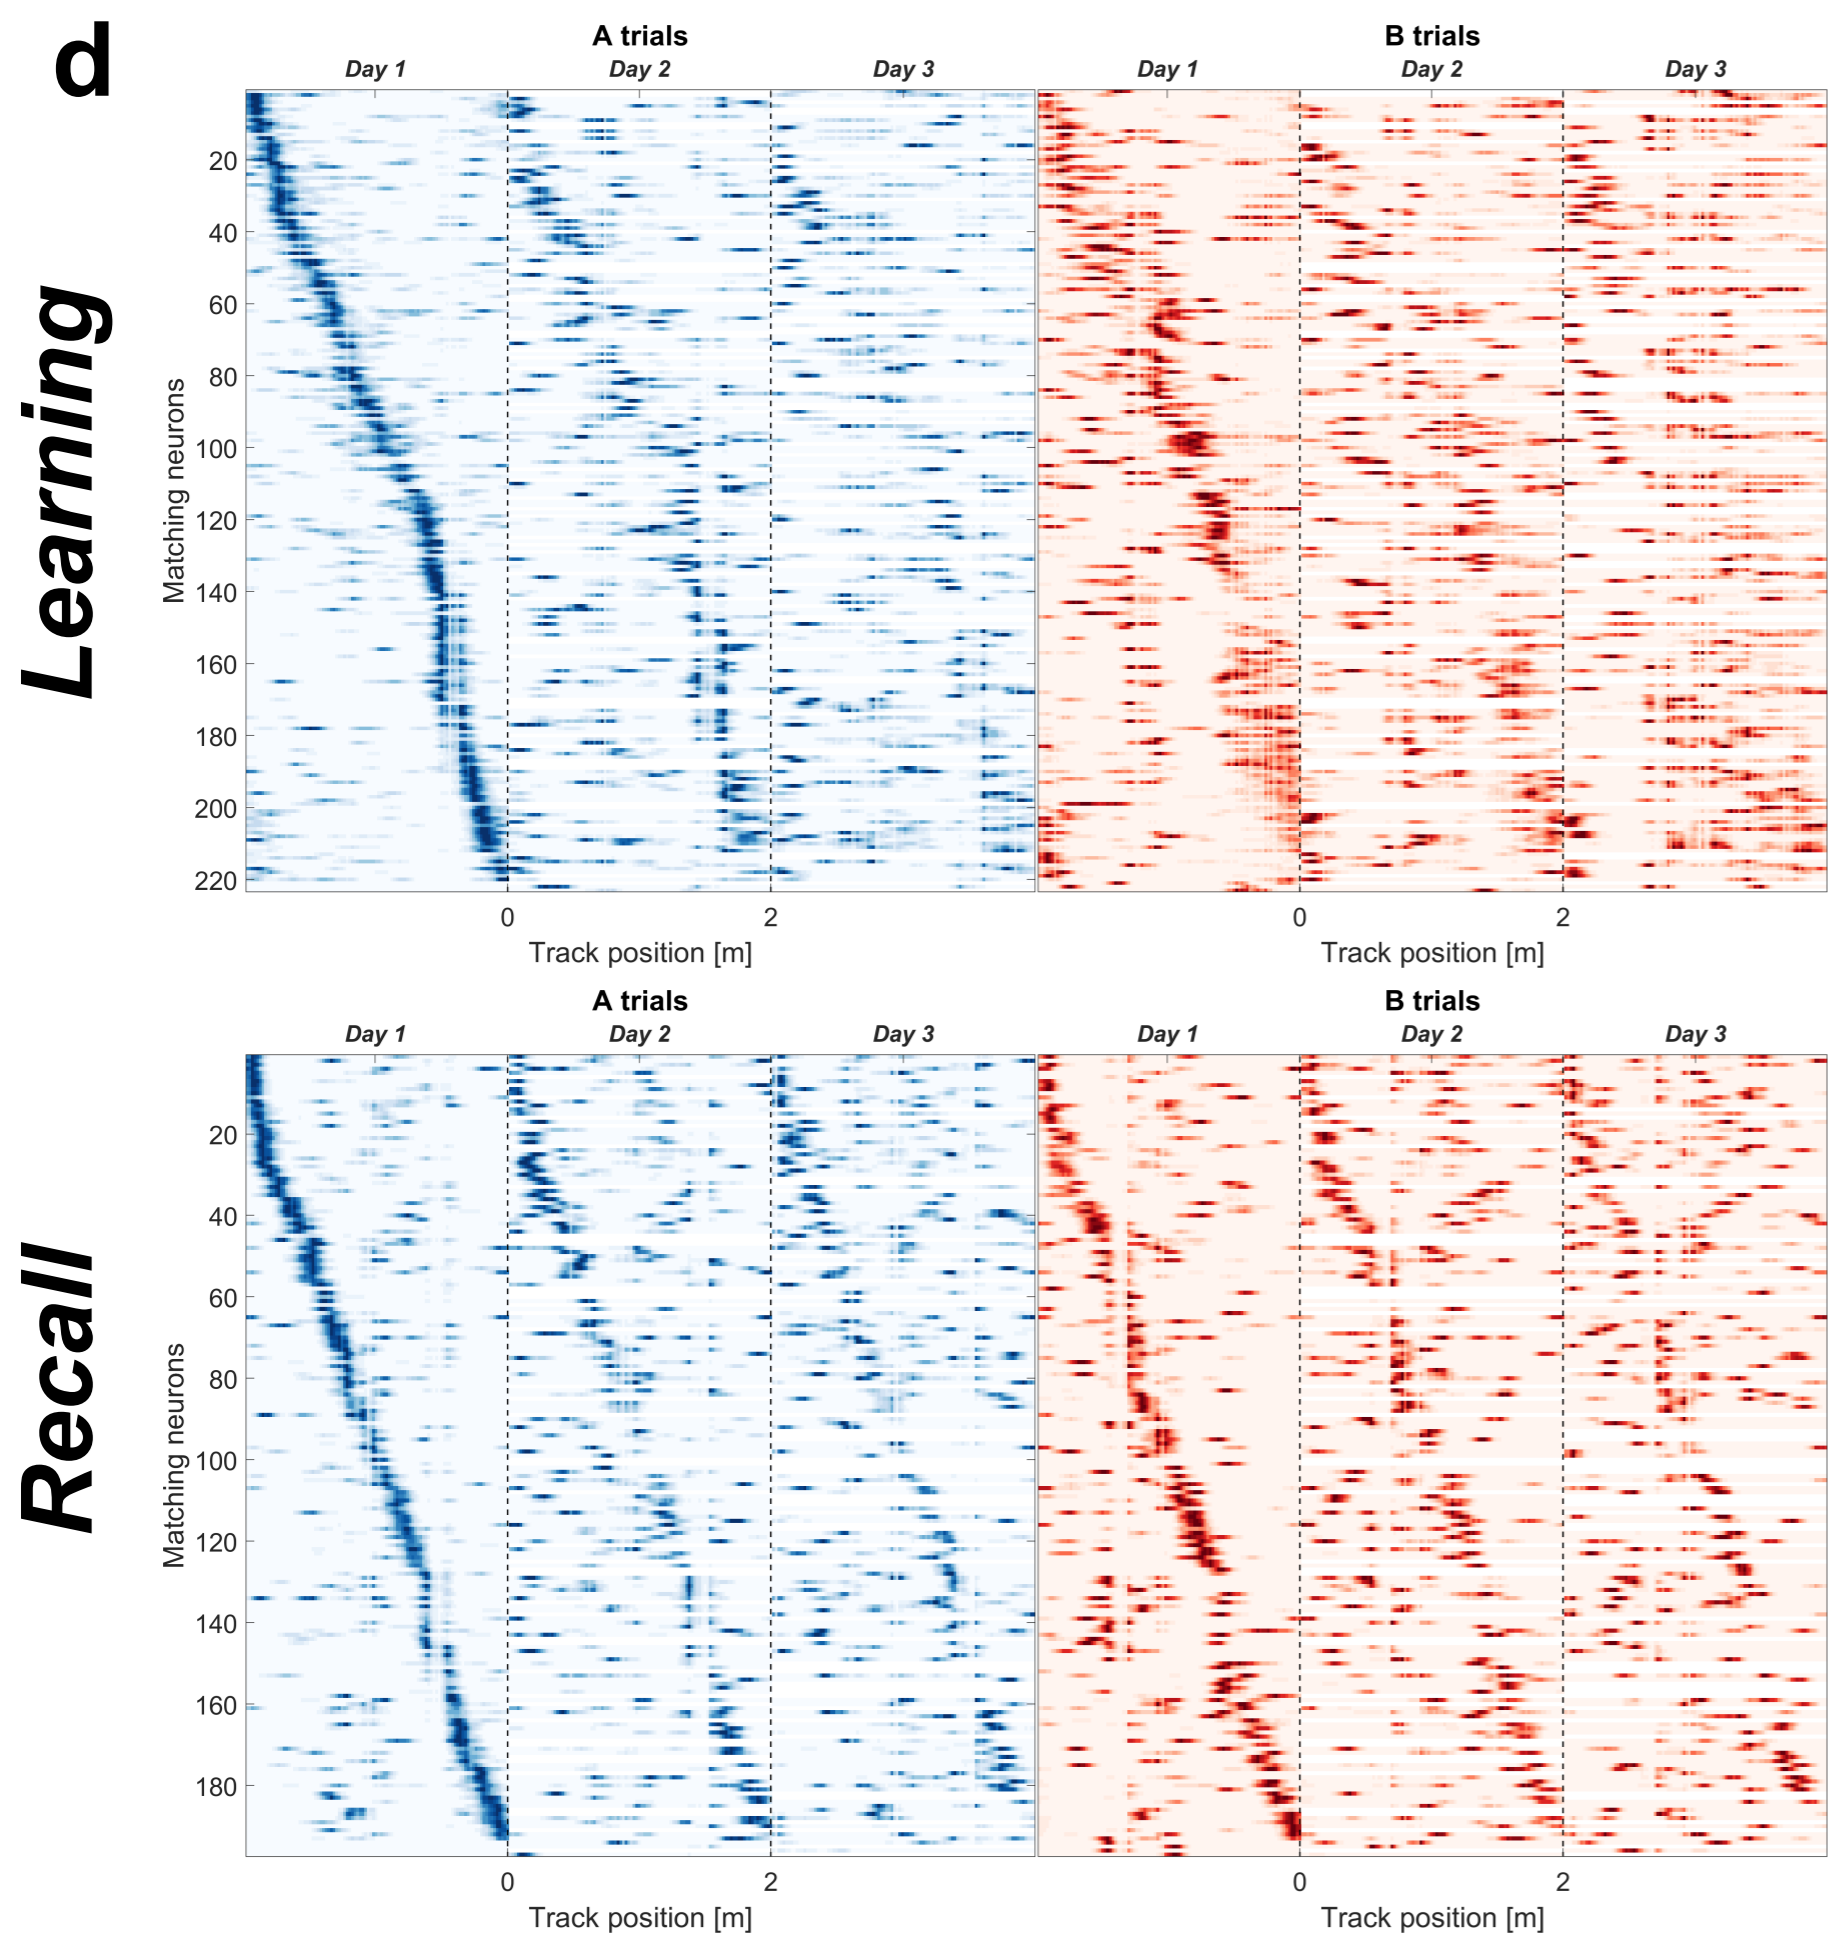 d
A trials
B trials
Day 1
Day 2
Day 3
Day 1
Day 2
Day 3
Learning
Matching neurons
20
40
60
80
100
120
140
160
180
200
220
0
2
0
2
Track position [m]
Track position [m]
A trials
B trials
Day 1
Day 2
Day 3
Day 1
Day 2
Day 3
Recall
Matching neurons
20
40
60
80
100
120
140
160
180
0
2
0
2
Track position [m]
Track position [m]